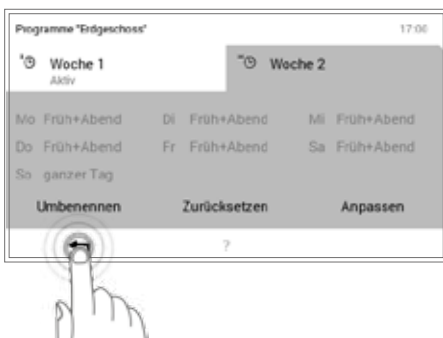 Programme "Erdgeschoss" 17:00
Woche 1 Woche 2
Aktiv
Mo Früh+Abend Di Früh+Abend Mi Früh+Abend
Do Früh+Abend Fr Früh+Abend Sa Früh+Abend
So ganzer Tag
Umbenennen Zurücksetzen Anpassen
?